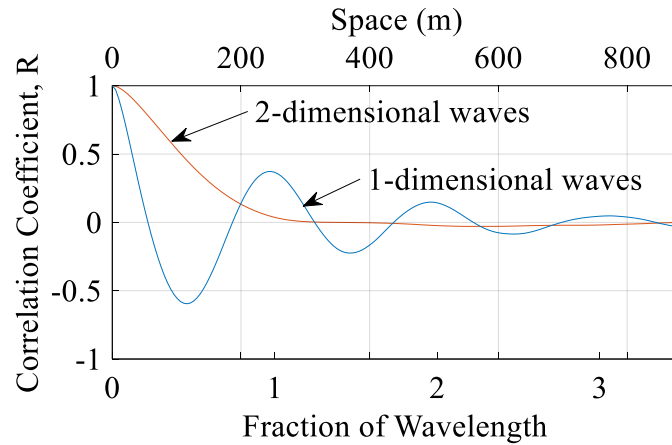 Space (m)
0 200 400 600 800
Correlation Coefficient, R
1
0.5
0
-0.5
-1
2-dimensional waves
1-dimensional waves
0 1 2 3
Fraction of Wavelength